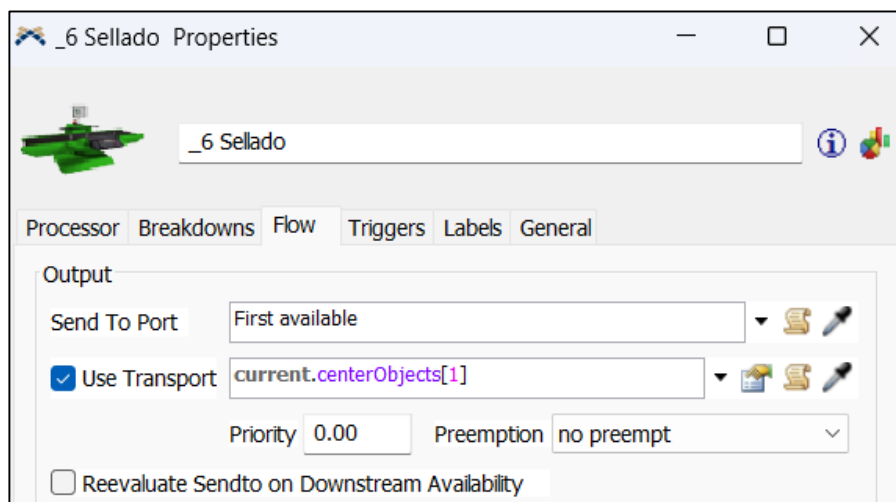 _6 Sellado Properties
_6 Sellado
Processor Breakdowns Flow Triggers Labels General
Output
Send To Port First available
Use Transport current.centerObjects[1]
Priority 0.00 Preemption no preempt
Reevaluate Sendto on Downstream Availability